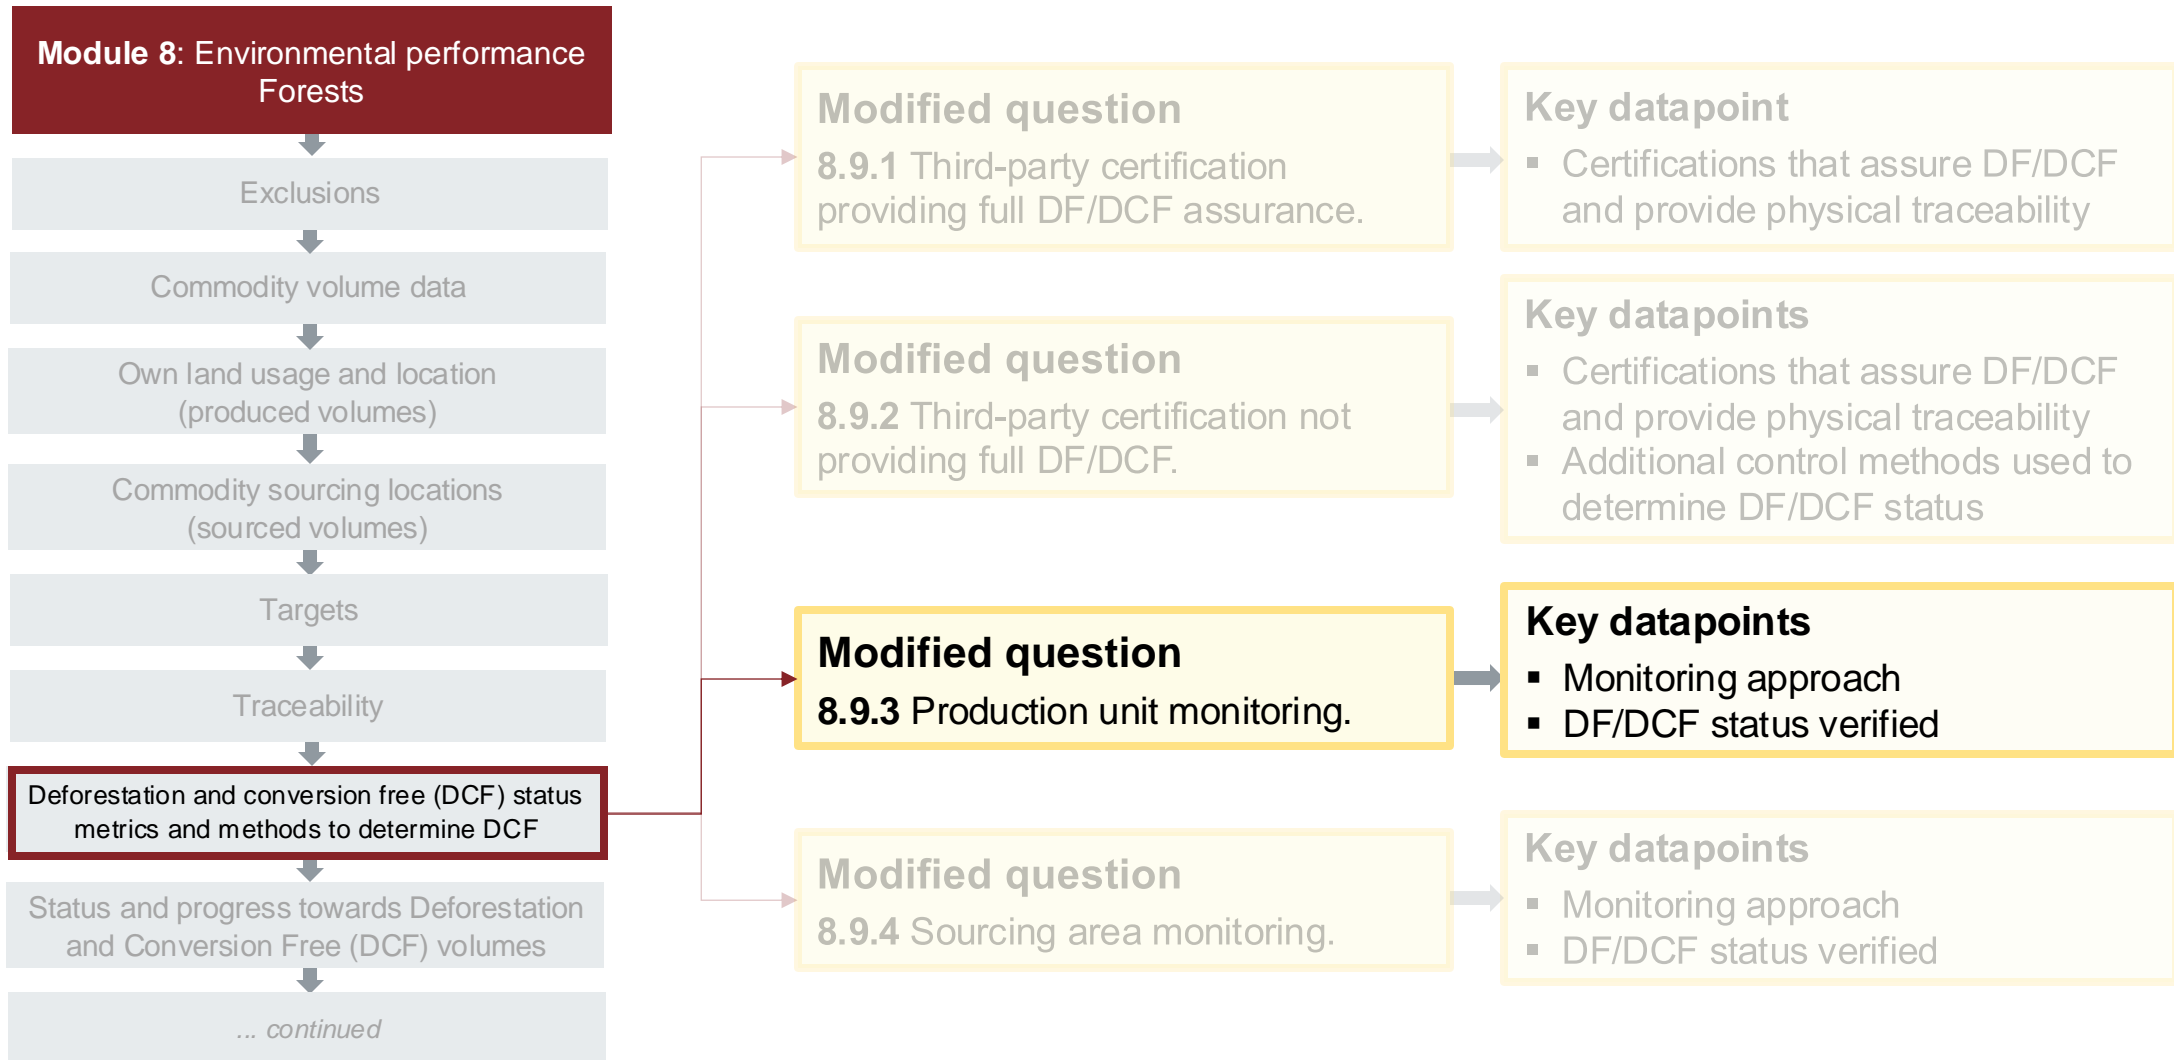 Module 8: Environmental performance
Forests
Exclusions
Commodity volume data
Own land usage and location
(produced volumes)
Commodity sourcing locations
(sourced volumes)
Targets
Traceability
Deforestation and conversion free (DCF) status
metrics and methods to determine DCF
Status and progress towards Deforestation
and Conversion Free (DCF) volumes
... continued
Modified question
8.9.1 Third-party certification
providing full DF/DCF assurance.
Key datapoint
▪ Certifications that assure DF/DCF
and provide physical traceability
Modified question
8.9.2 Third-party certification not
providing full DF/DCF.
Key datapoints
▪ Certifications that assure DF/DCF
and provide physical traceability
▪ Additional control methods used to
determine DF/DCF status
Modified question
8.9.3 Production unit monitoring.
Key datapoints
▪ Monitoring approach
▪ DF/DCF status verified
Modified question
8.9.4 Sourcing area monitoring.
Key datapoints
▪ Monitoring approach
▪ DF/DCF status verified